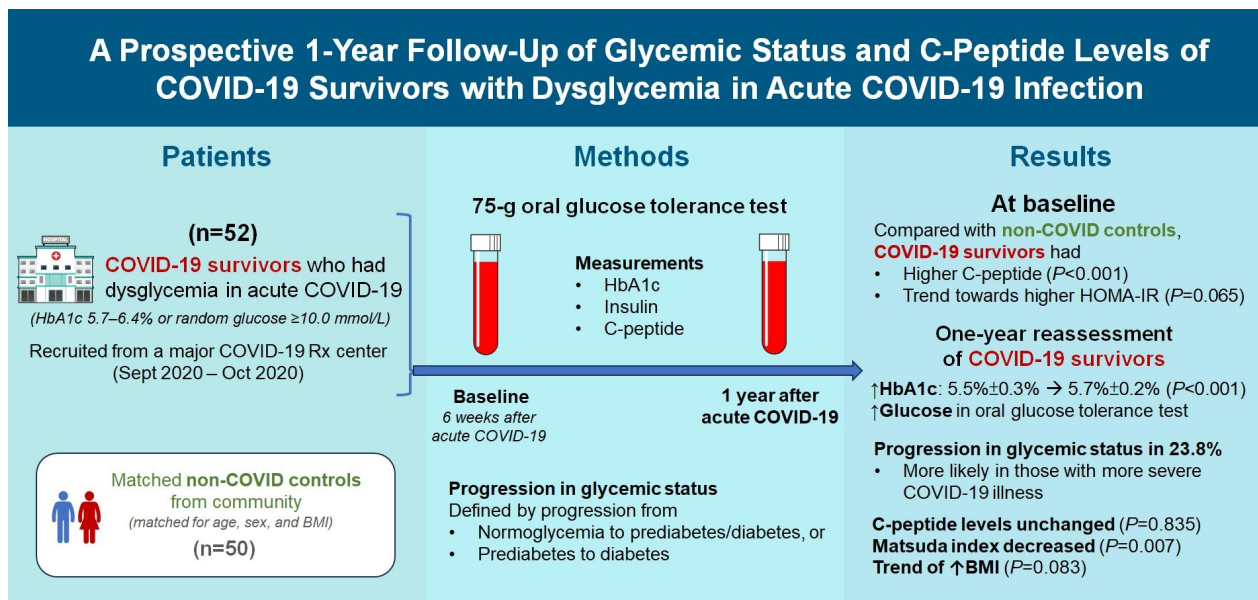 A Prospective 1-Year Follow-Up of Glycemic Status and C-Peptide Levels of
COVID-19 Survivors with Dysglycemia in Acute COVID-19 Infection
Patients
HOSPITAL
(n=52)
COVID-19 survivors who had
dysglycemia in acute COVID-19
(HbA1c 5.7–6.4% or random glucose ≥10.0 mmol/L)
Recruited from a major COVID-19 Rx center
(Sept 2020 – Oct 2020)
Matched non-COVID controls
from community
(matched for age, sex, and BMI)
(n=50)
Methods
75-g oral glucose tolerance test
Measurements
• HbA1c
• Insulin
• C-peptide
Baseline
6 weeks after
acute COVID-19
1 year after
acute COVID-19
Progression in glycemic status
Defined by progression from
• Normoglycemia to prediabetes/diabetes, or
• Prediabetes to diabetes
Results
At baseline
Compared with non-COVID controls,
COVID-19 survivors had
• Higher C-peptide (P<0.001)
• Trend towards higher HOMA-IR (P=0.065)
One-year reassessment
of COVID-19 survivors
↑HbA1c: 5.5%±0.3% → 5.7%±0.2% (P<0.001)
↑Glucose in oral glucose tolerance test
Progression in glycemic status in 23.8%
• More likely in those with more severe
COVID-19 illness
C-peptide levels unchanged (P=0.835)
Matsuda index decreased (P=0.007)
Trend of ↑BMI (P=0.083)